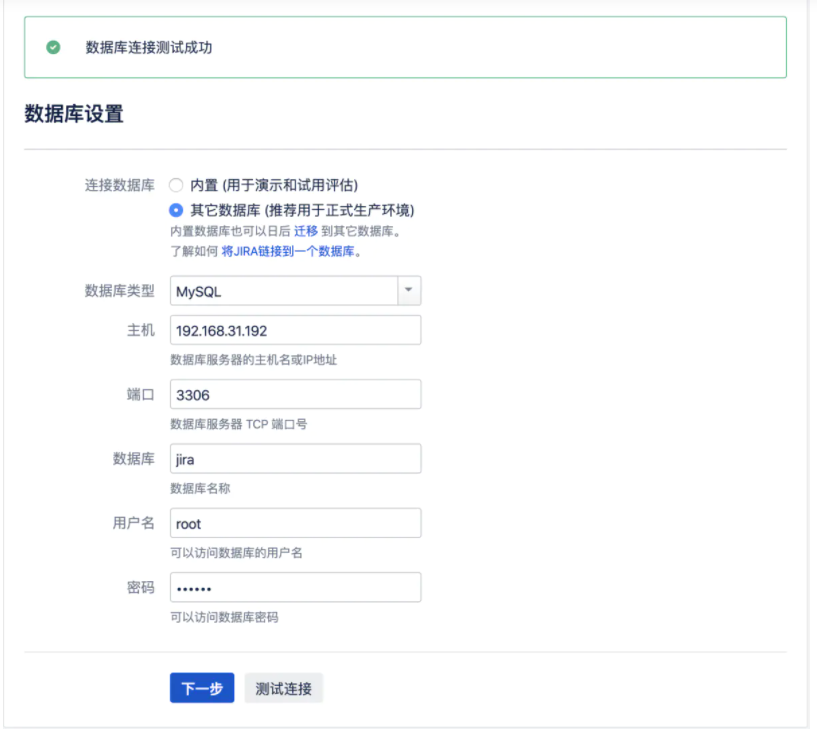 数据库连接测试成功
数据库设置
连接数据库 内置 (用于演示和试用评估)
其它数据库 (推荐用于正式生产环境)
内置数据库也可以日后 迁移 到其它数据库。
了解如何 将JIRA链接到一个数据库。
数据库类型 MySQL
主机 192.168.31.192
数据库服务器的主机名或IP地址
端口 3306
数据库服务器 TCP 端口号
数据库 jira
数据库名称
用户名 root
可以访问数据库的用户名
密码 ••••••
可以访问数据库密码
下一步 测试连接